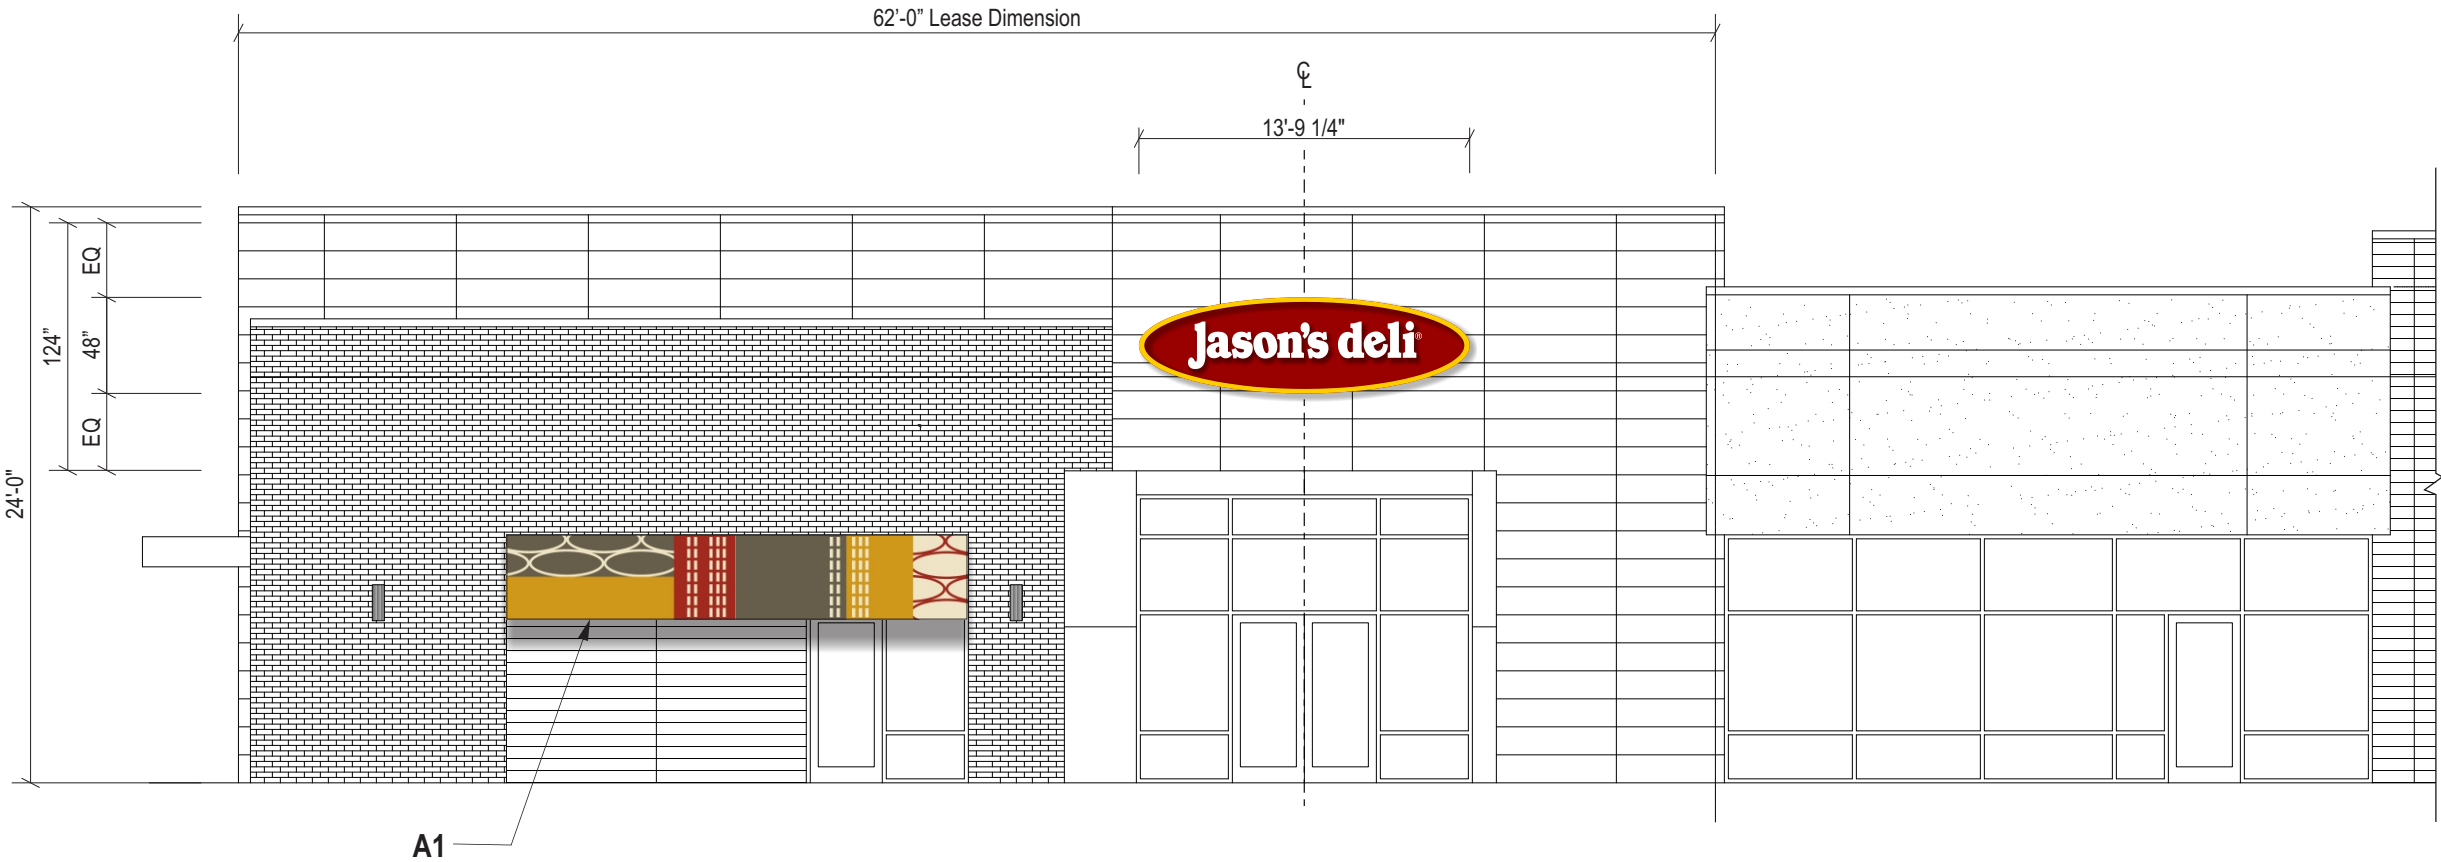 62’-0” Lease Dimension
℄
13'-9 1/4"
EQ
124”
48”
EQ
24'-0"
Jason's deli®
A1